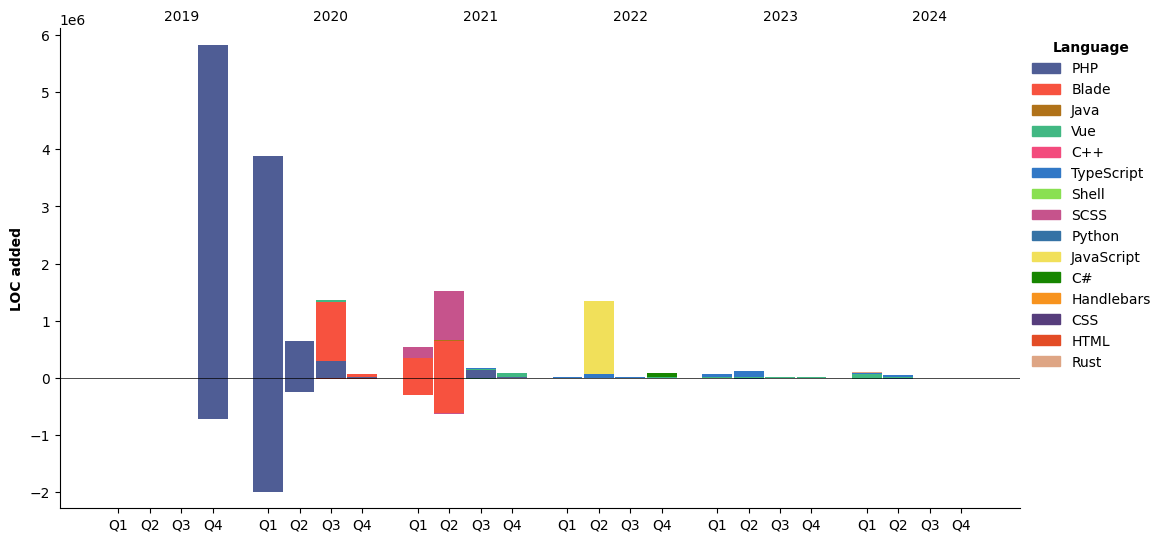 1e6
2019 2020 2021 2022 2023 2024
6
5
4
3
2
1
0
−1
−2
LOC added
Q1 Q2 Q3 Q4 Q1 Q2 Q3 Q4 Q1 Q2 Q3 Q4 Q1 Q2 Q3 Q4 Q1 Q2 Q3 Q4 Q1 Q2 Q3 Q4
Language
PHP
Blade
Java
Vue
C++
TypeScript
Shell
SCSS
Python
JavaScript
C#
Handlebars
CSS
HTML
Rust